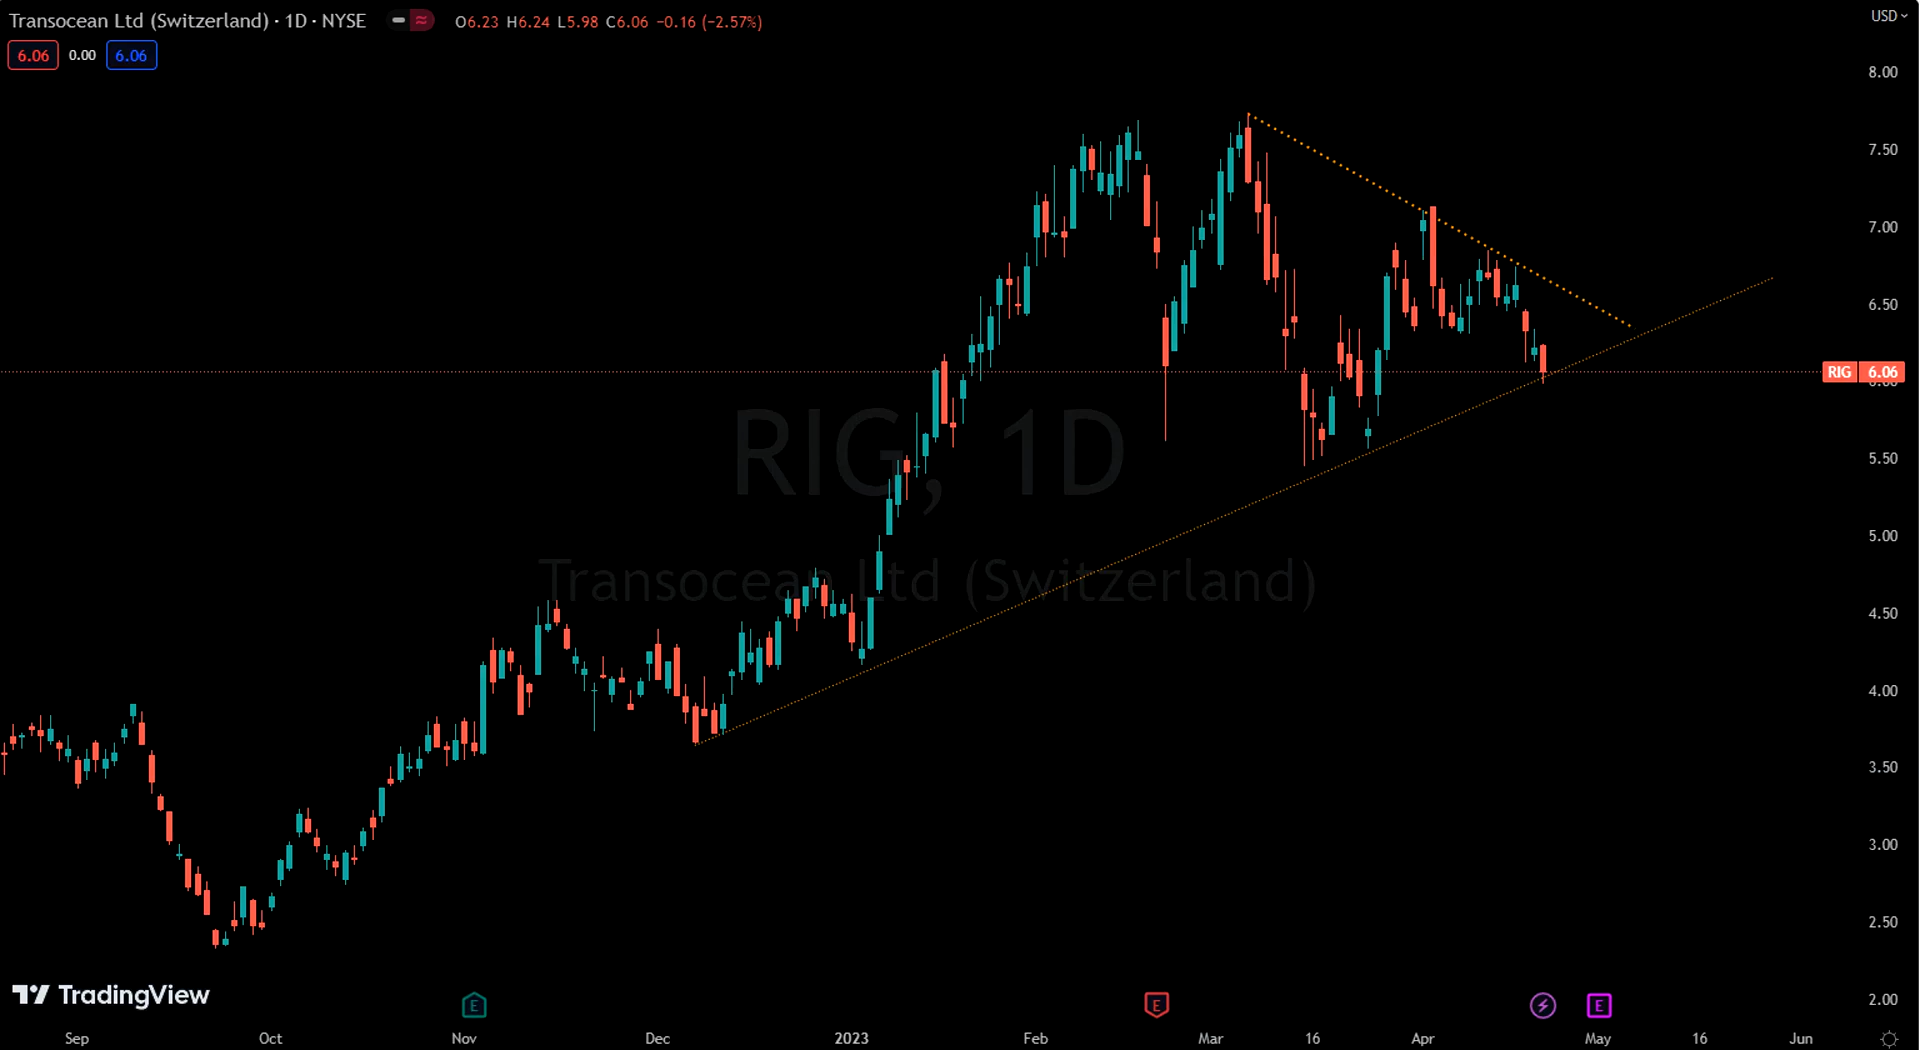 Transocean Ltd (Switzerland) · 1D · NYSE O6.23 H6.24 L5.98 C6.06 −0.16 (−2.57%)
USD
6.06 0.00 6.06
8.00
7.50
7.00
6.50
RIG 6.06
6.00
RIG, 1D
5.50
5.00
Transocean Ltd (Switzerland)
4.50
4.00
3.50
3.00
2.50
TradingView
E E E
2.00
Sep Oct Nov Dec 2023 Feb Mar 16 Apr May 16 Jun